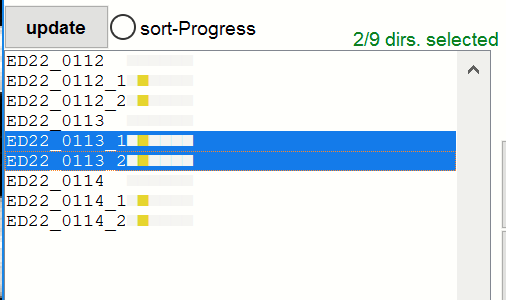 update sort-Progress
2/9 dirs. selected
ED22_0112
ED22_0112_1
ED22_0112_2
ED22_0113
ED22_0113_1
ED22_0113_2
ED22_0114
ED22_0114_1
ED22_0114_2